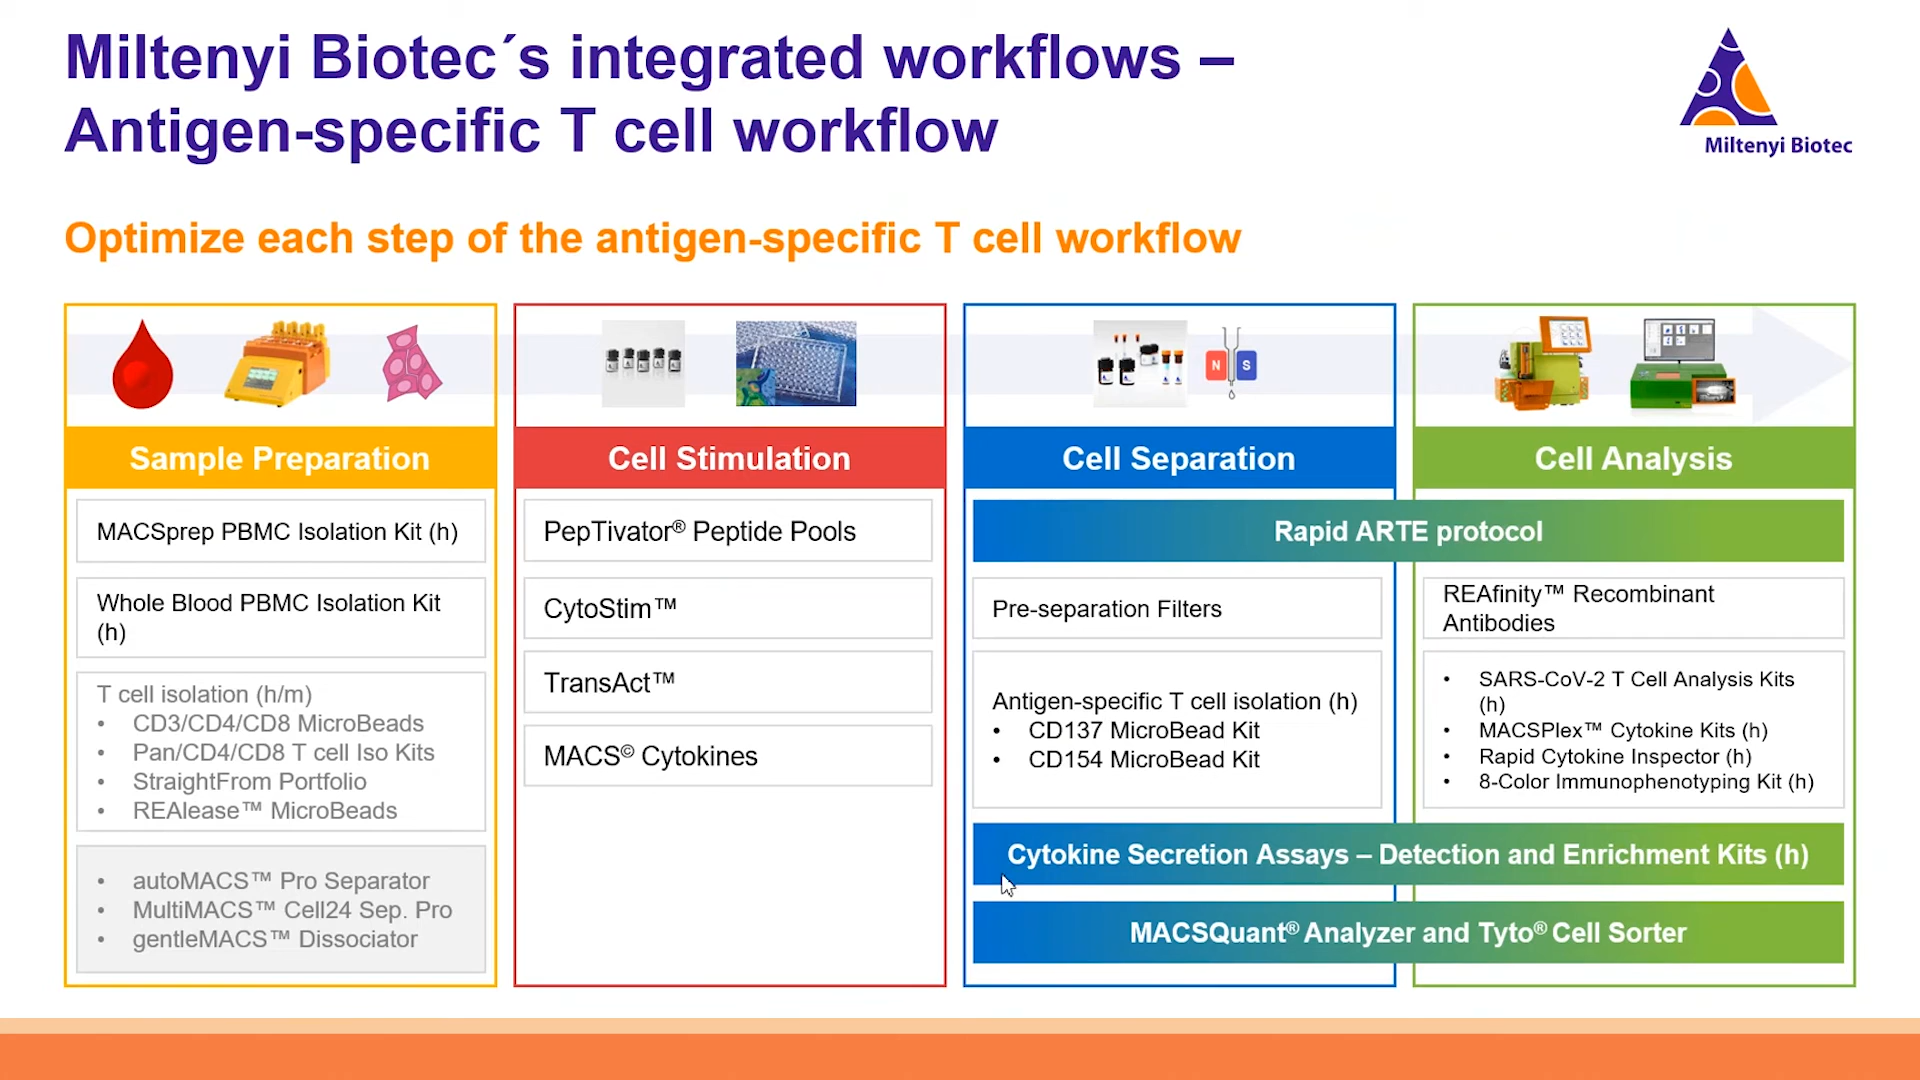 Miltenyi Biotec´s integrated workflows –
Antigen-specific T cell workflow
Miltenyi Biotec
Optimize each step of the antigen-specific T cell workflow
N
S
Sample Preparation
MACSprep PBMC Isolation Kit (h)
Whole Blood PBMC Isolation Kit
(h)
T cell isolation (h/m)
• CD3/CD4/CD8 MicroBeads
• Pan/CD4/CD8 T cell Iso Kits
• StraightFrom Portfolio
• REAlease™ MicroBeads
• autoMACS™ Pro Separator
• MultiMACS™ Cell24 Sep. Pro
• gentleMACS™ Dissociator
Cell Stimulation
PepTivator® Peptide Pools
CytoStim™
TransAct™
MACS© Cytokines
Cell Separation
Cell Analysis
Rapid ARTE protocol
Pre-separation Filters
Antigen-specific T cell isolation (h)
• CD137 MicroBead Kit
• CD154 MicroBead Kit
REAfinity™ Recombinant
Antibodies
• SARS-CoV-2 T Cell Analysis Kits
(h)
• MACSPlex™ Cytokine Kits (h)
• Rapid Cytokine Inspector (h)
• 8-Color Immunophenotyping Kit (h)
Cytokine Secretion Assays – Detection and Enrichment Kits (h)
MACSQuant® Analyzer and Tyto® Cell Sorter